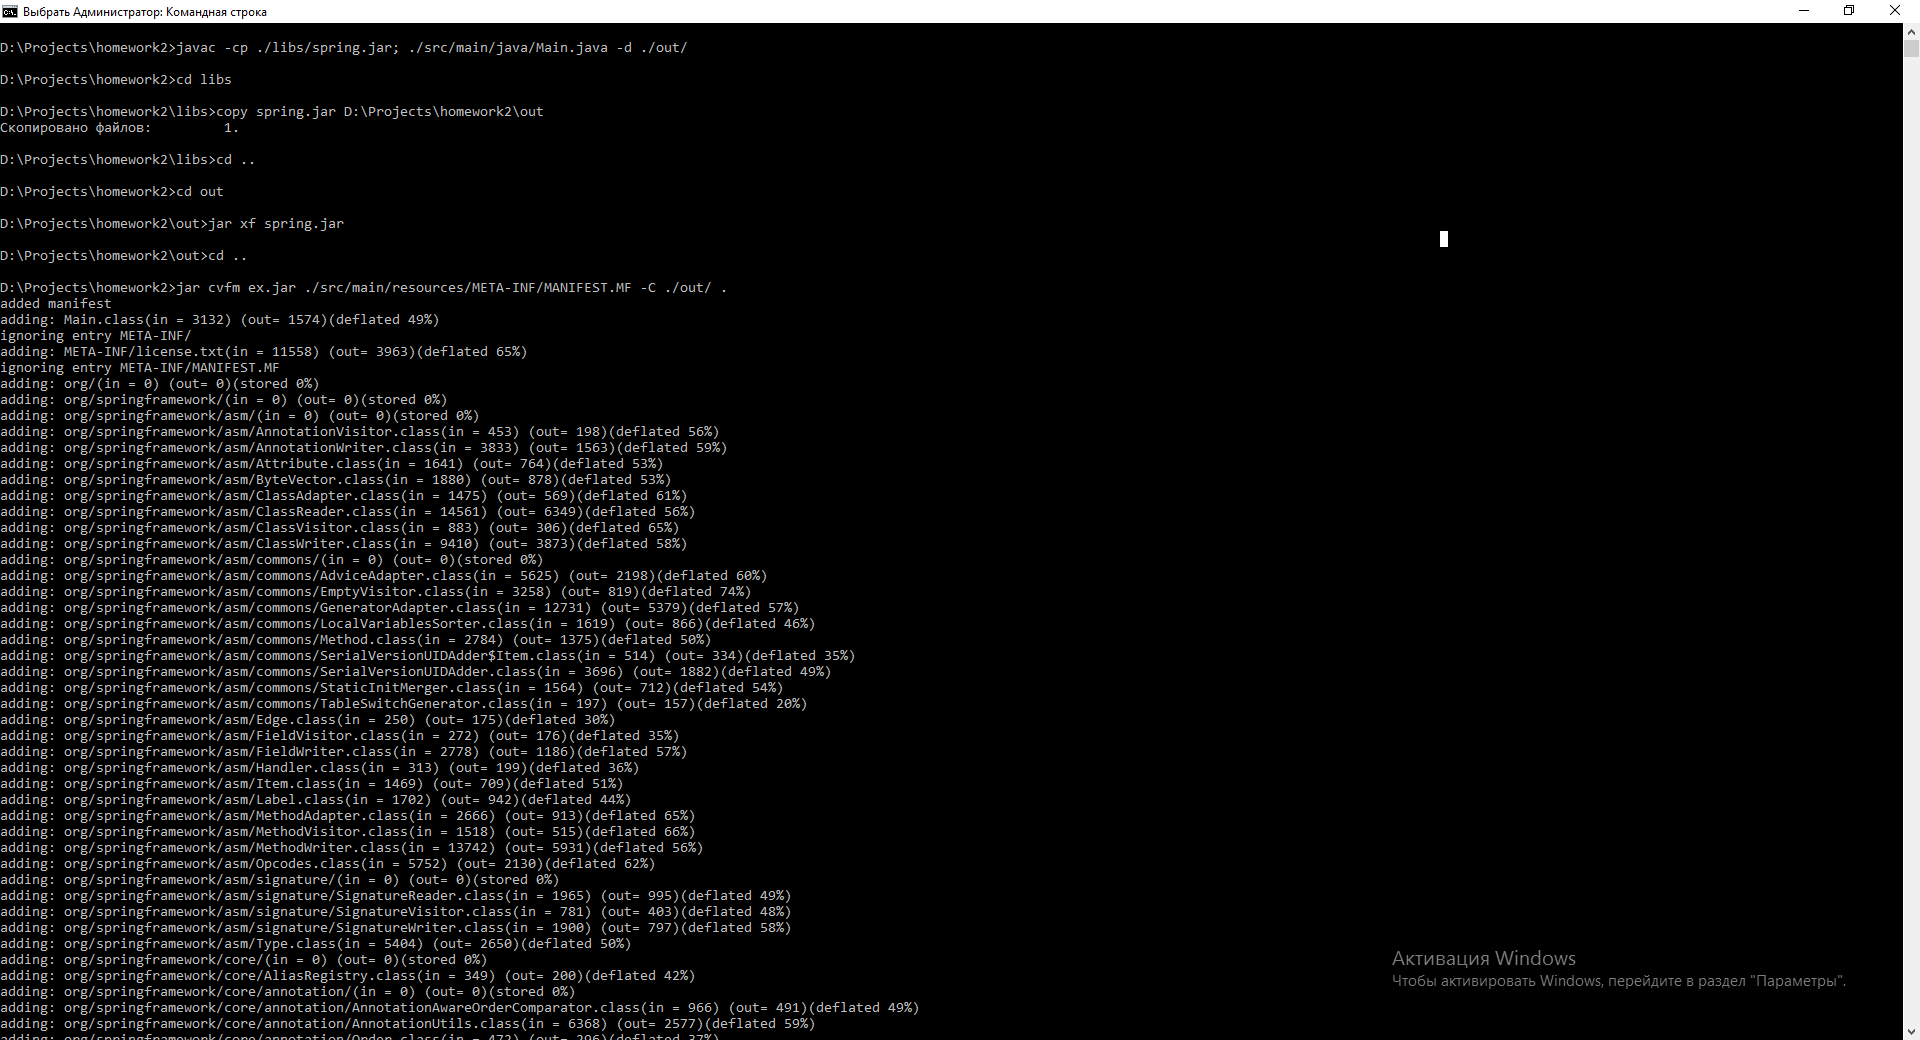 Выбрать Администратор: Командная строка
D:\Projects\homework2>javac -cp ./libs/spring.jar; ./src/main/java/Main.java -d ./out/
D:\Projects\homework2>cd libs
D:\Projects\homework2\libs>copy spring.jar D:\Projects\homework2\out
Скопировано файлов:         1.
D:\Projects\homework2\libs>cd ..
D:\Projects\homework2>cd out
D:\Projects\homework2\out>jar xf spring.jar
D:\Projects\homework2\out>cd ..
D:\Projects\homework2>jar cvfm ex.jar ./src/main/resources/META-INF/MANIFEST.MF -C ./out/ .
added manifest
adding: Main.class(in = 3132) (out= 1574)(deflated 49%)
ignoring entry META-INF/
adding: META-INF/license.txt(in = 11558) (out= 3963)(deflated 65%)
ignoring entry META-INF/MANIFEST.MF
adding: org/(in = 0) (out= 0)(stored 0%)
adding: org/springframework/(in = 0) (out= 0)(stored 0%)
adding: org/springframework/asm/(in = 0) (out= 0)(stored 0%)
adding: org/springframework/asm/AnnotationVisitor.class(in = 453) (out= 198)(deflated 56%)
adding: org/springframework/asm/AnnotationWriter.class(in = 3833) (out= 1563)(deflated 59%)
adding: org/springframework/asm/Attribute.class(in = 1641) (out= 764)(deflated 53%)
adding: org/springframework/asm/ByteVector.class(in = 1880) (out= 878)(deflated 53%)
adding: org/springframework/asm/ClassAdapter.class(in = 1475) (out= 569)(deflated 61%)
adding: org/springframework/asm/ClassReader.class(in = 14561) (out= 6349)(deflated 56%)
adding: org/springframework/asm/ClassVisitor.class(in = 883) (out= 306)(deflated 65%)
adding: org/springframework/asm/ClassWriter.class(in = 9410) (out= 3873)(deflated 58%)
adding: org/springframework/asm/commons/(in = 0) (out= 0)(stored 0%)
adding: org/springframework/asm/commons/AdviceAdapter.class(in = 5625) (out= 2198)(deflated 60%)
adding: org/springframework/asm/commons/EmptyVisitor.class(in = 3258) (out= 819)(deflated 74%)
adding: org/springframework/asm/commons/GeneratorAdapter.class(in = 12731) (out= 5379)(deflated 57%)
adding: org/springframework/asm/commons/LocalVariablesSorter.class(in = 1619) (out= 866)(deflated 46%)
adding: org/springframework/asm/commons/Method.class(in = 2784) (out= 1375)(deflated 50%)
adding: org/springframework/asm/commons/SerialVersionUIDAdder$Item.class(in = 514) (out= 334)(deflated 35%)
adding: org/springframework/asm/commons/SerialVersionUIDAdder.class(in = 3696) (out= 1882)(deflated 49%)
adding: org/springframework/asm/commons/StaticInitMerger.class(in = 1564) (out= 712)(deflated 54%)
adding: org/springframework/asm/commons/TableSwitchGenerator.class(in = 197) (out= 157)(deflated 20%)
adding: org/springframework/asm/Edge.class(in = 250) (out= 175)(deflated 30%)
adding: org/springframework/asm/FieldVisitor.class(in = 272) (out= 176)(deflated 35%)
adding: org/springframework/asm/FieldWriter.class(in = 2778) (out= 1186)(deflated 57%)
adding: org/springframework/asm/Handler.class(in = 313) (out= 199)(deflated 36%)
adding: org/springframework/asm/Item.class(in = 1469) (out= 709)(deflated 51%)
adding: org/springframework/asm/Label.class(in = 1702) (out= 942)(deflated 44%)
adding: org/springframework/asm/MethodAdapter.class(in = 2666) (out= 913)(deflated 65%)
adding: org/springframework/asm/MethodVisitor.class(in = 1518) (out= 515)(deflated 66%)
adding: org/springframework/asm/MethodWriter.class(in = 13742) (out= 5931)(deflated 56%)
adding: org/springframework/asm/Opcodes.class(in = 5752) (out= 2130)(deflated 62%)
adding: org/springframework/asm/signature/(in = 0) (out= 0)(stored 0%)
adding: org/springframework/asm/signature/SignatureReader.class(in = 1965) (out= 995)(deflated 49%)
adding: org/springframework/asm/signature/SignatureVisitor.class(in = 781) (out= 403)(deflated 48%)
adding: org/springframework/asm/signature/SignatureWriter.class(in = 1900) (out= 797)(deflated 58%)
adding: org/springframework/asm/Type.class(in = 5404) (out= 2650)(deflated 50%)
adding: org/springframework/core/(in = 0) (out= 0)(stored 0%)
adding: org/springframework/core/AliasRegistry.class(in = 349) (out= 200)(deflated 42%)
adding: org/springframework/core/annotation/(in = 0) (out= 0)(stored 0%)
adding: org/springframework/core/annotation/AnnotationAwareOrderComparator.class(in = 966) (out= 491)(deflated 49%)
adding: org/springframework/core/annotation/AnnotationUtils.class(in = 6368) (out= 2577)(deflated 59%)
adding: org/springframework/core/annotation/Order.class(in = 472) (out= 296)(deflated 37%)
Активация Windows
Чтобы активировать Windows, перейдите в раздел "Параметры".